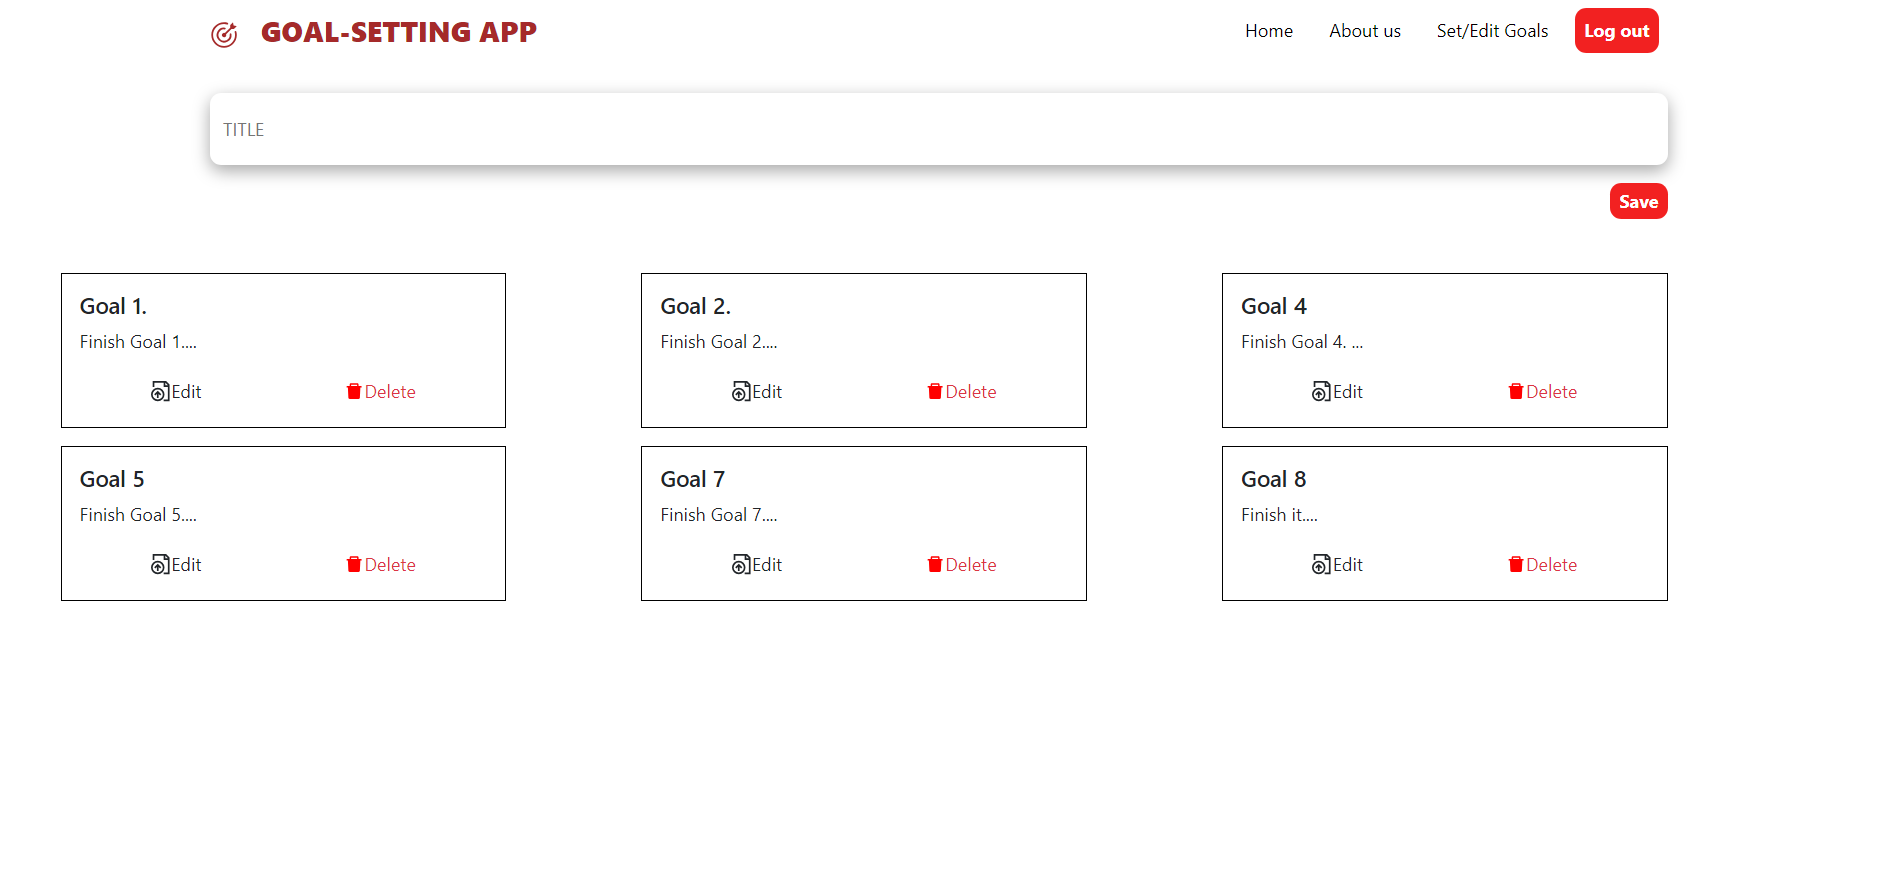 GOAL-SETTING APP
Home About us Set/Edit Goals Log out
TITLE
Save
Goal 1.
Finish Goal 1....
Edit Delete
Goal 2.
Finish Goal 2....
Edit Delete
Goal 4
Finish Goal 4. ...
Edit Delete
Goal 5
Finish Goal 5....
Edit Delete
Goal 7
Finish Goal 7....
Edit Delete
Goal 8
Finish it....
Edit Delete